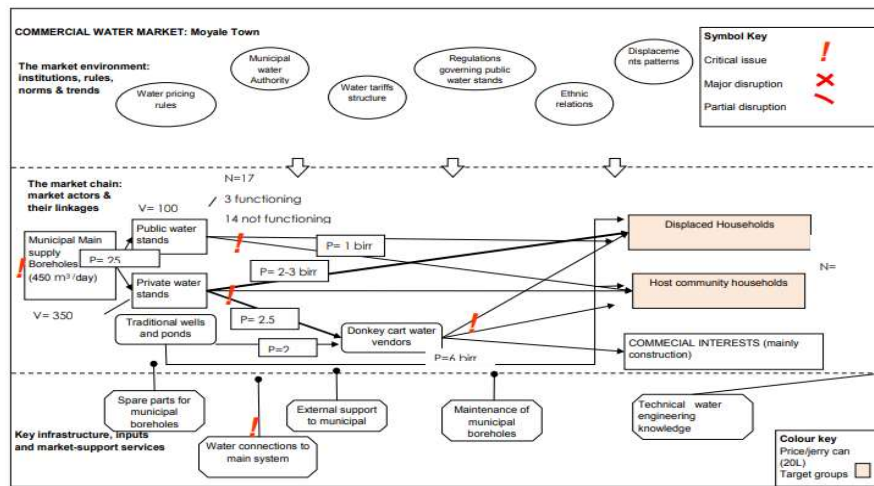 COMMERCIAL WATER MARKET: Moyale Town
The market environment:
institutions, rules,
norms & trends
Water pricing
rules
Municipal
water
Authority
Water tariffs
structure
Regulations
governing public
water stands
Ethnic
relations
Displaceme
nts patterns
Symbol Key
Critical issue
Major disruption
Partial disruption
The market chain:
market actors &
their linkages
N=17
3 functioning
14 not functioning
V= 100
Public water
stands
Municipal Main
supply
Boreholes
(450 m³/day)
P= 25
Private water
stands
V= 350
Traditional wells
and ponds
P= 1 birr
P= 2-3 birr
P= 2.5
P=2
Donkey cart water
vendors
P=6 birr
Displaced Households
Host community households
N=
COMMECIAL INTERESTS (mainly
construction)
Key infrastructure, inputs
and market-support services
Spare parts for
municipal
boreholes
Water connections to
main system
External support
to municipal
Maintenance of
municipal
boreholes
Technical water
engineering
knowledge
Colour key
Price/jerry can
(20L)
Target groups